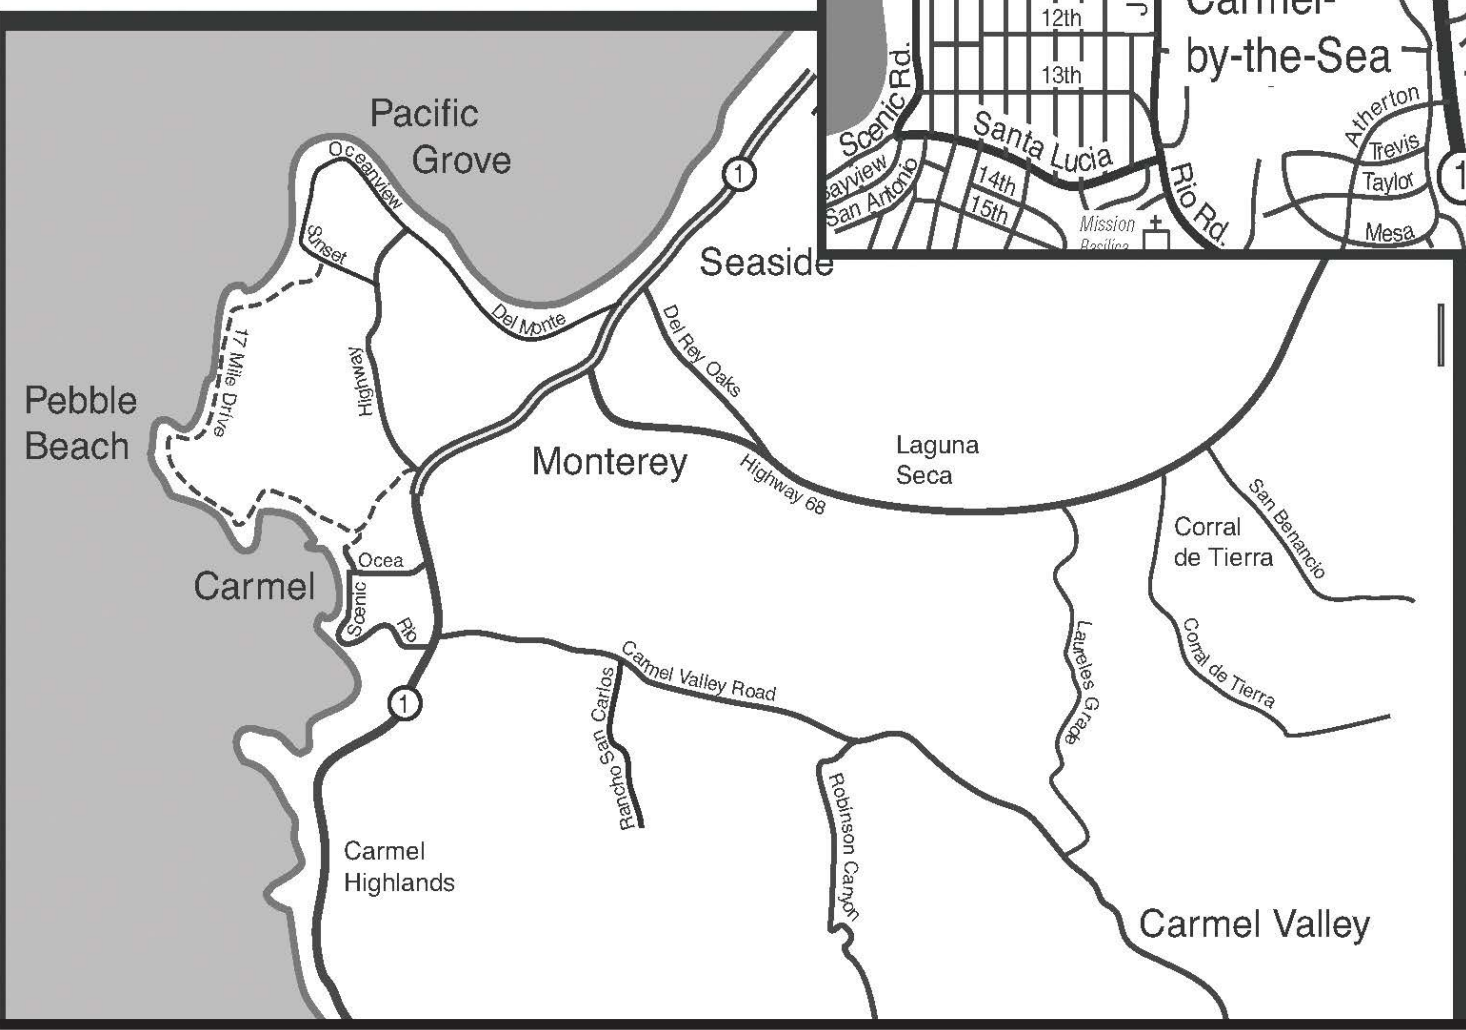 12th
J
Carmel-
by-the-Sea
13th
Scenic Rd.
Santa Lucia
Atherton
Trevis
Taylor
Mesa
1
14th
15th
San Antonio
Rio Rd.
Mission
Basilica
Pacific
Grove
Oceanview
1
Sunset
Seaside
Del Monte
Del Rey Oaks
17 Mile Drive
Highway
Pebble
Beach
Monterey
Laguna
Seca
Highway 68
San Benancio
Corral
de Tierra
Ocea
Carmel
Scenic
Rio
Carmel Valley Road
Corral de Tierra
Laureles Grade
Rancho San Carlos
1
Robinson Canyon
Carmel
Highlands
Carmel Valley